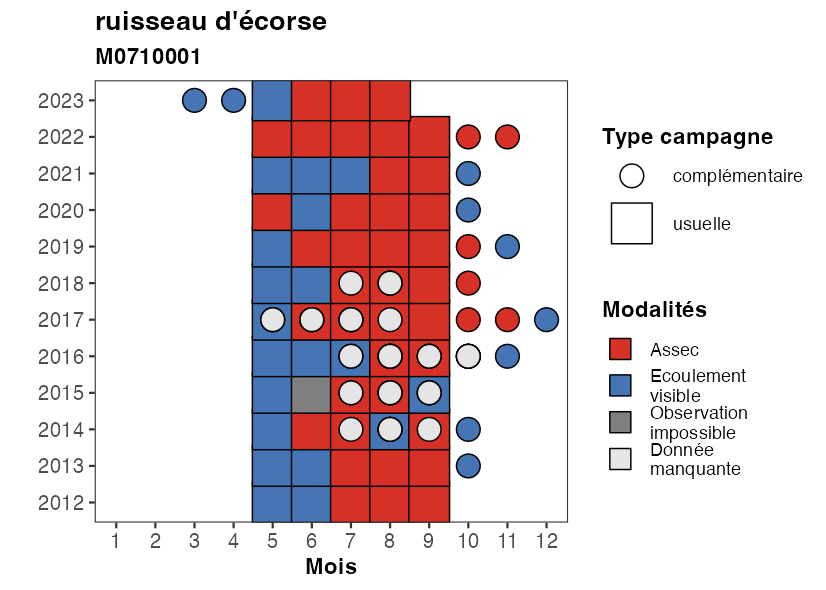 ruisseau d'écorse
M0710001
2023
2022
2021
2020
2019
2018
2017
2016
2015
2014
2013
2012
1 2 3 4 5 6 7 8 9 10 11 12
Mois
Type campagne
complémentaire
usuelle
Modalités
Assec
Ecoulement
visible
Observation
impossible
Donnée
manquante